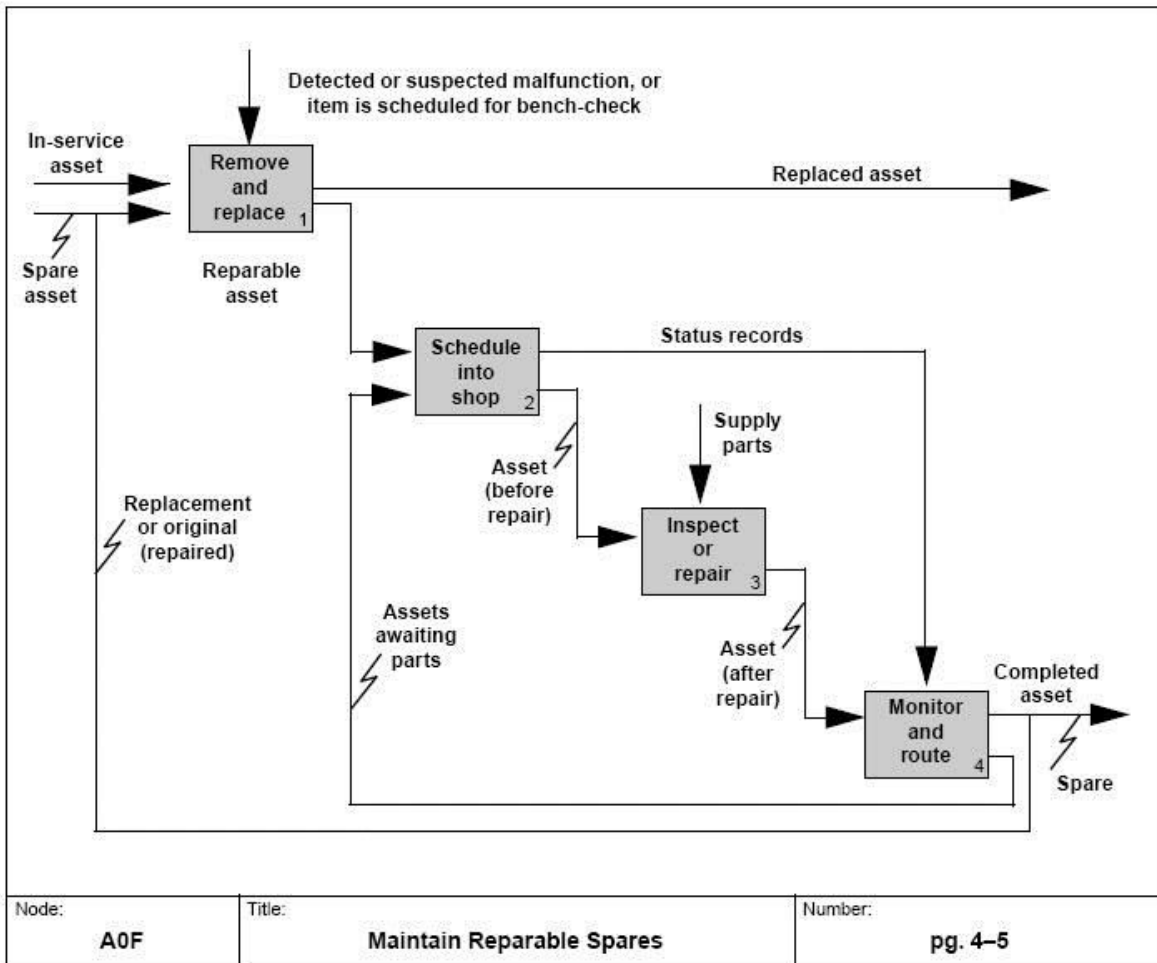 Detected or suspected malfunction, or
item is scheduled for bench-check
In-service
asset
Remove
and
replace
1
Replaced asset
Spare
asset
Reparable
asset
Schedule
into
shop
2
Status records
Supply
parts
Asset
(before
repair)
Replacement
or original
(repaired)
Inspect
or
repair
3
Assets
awaiting
parts
Asset
(after
repair)
Completed
asset
Monitor
and
route
4
Spare
Node:
A0F
Title:
Maintain Reparable Spares
Number:
pg. 4–5